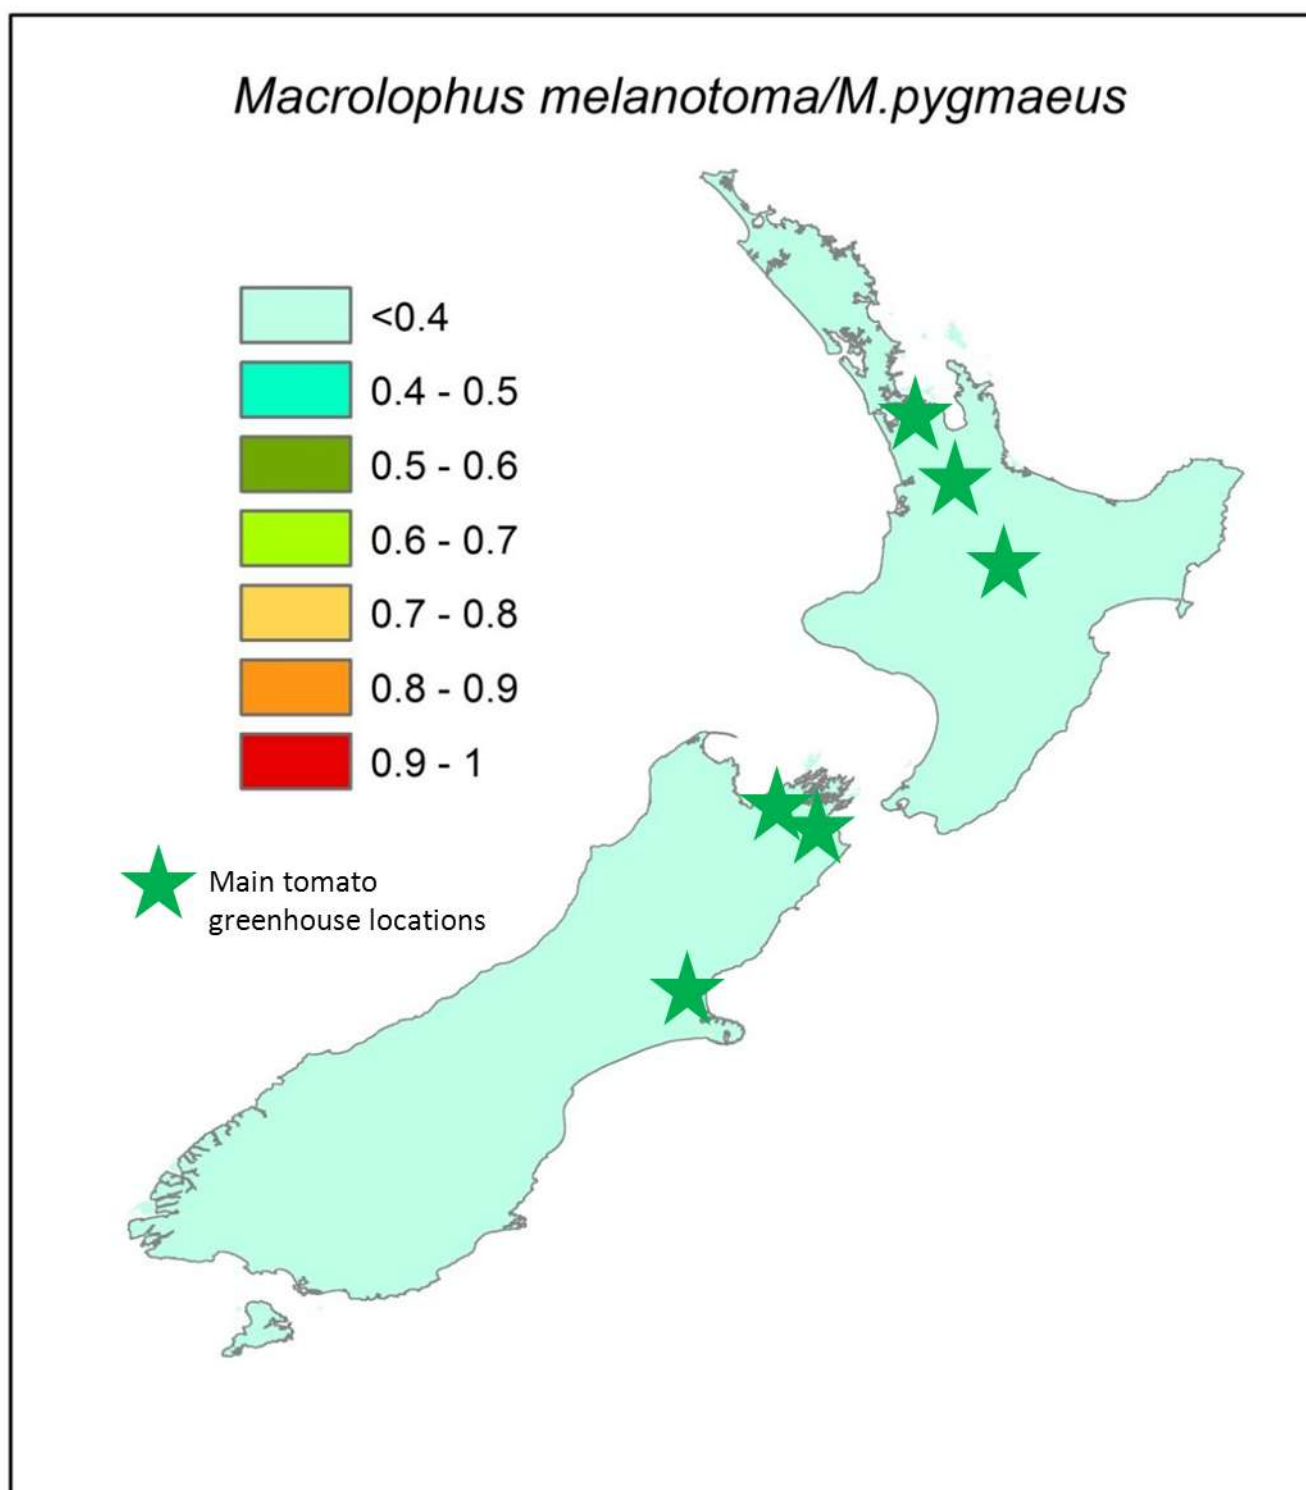 Macrolophus melanotoma/M.pygmaeus
<0.4
0.4 - 0.5
0.5 - 0.6
0.6 - 0.7
0.7 - 0.8
0.8 - 0.9
0.9 - 1
Main tomato
greenhouse locations